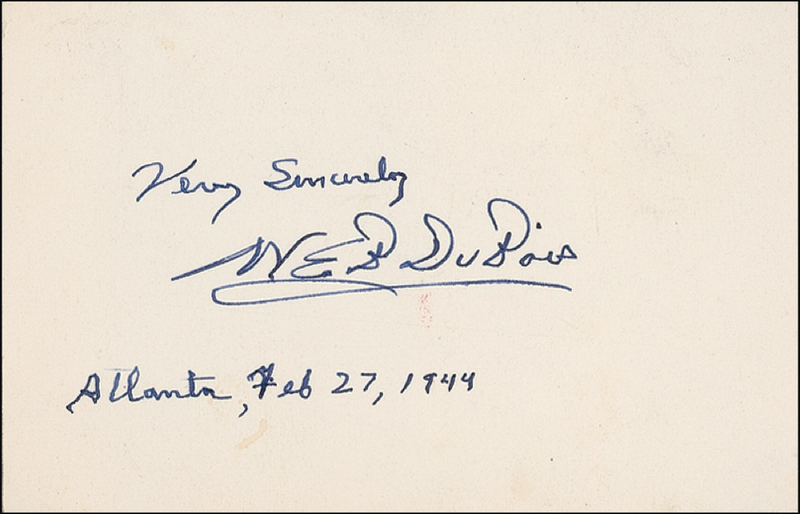 Very Sincerely
W E B Du Bois
Atlanta, Feb 27, 1944